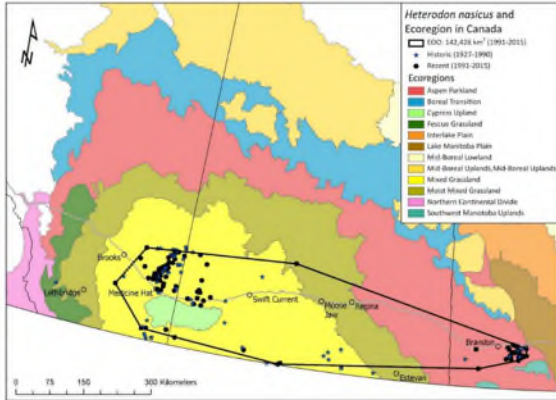 Heterodon nasicus and
Ecoregion in Canada
EOO: 142,426 km² (1991-2015)
Historic (1927-1990)
Recent (1991-2015)
Ecoregions
Aspen Parkland
Boreal Transition
Cypress Upland
Fescue Grassland
Interlake Plain
Lake Manitoba Plain
Mid-Boreal Lowland
Mid-Boreal Uplands, Mid-Boreal Uplands
Mixed Grassland
Moist Mixed Grassland
Northern Continental Divide
Southwest Manitoba Uplands
N
Brooks
Lethbridge
Medicine Hat
Swift Current
Moose
Jaw
Regina
Brandon
Estevan
0 75 150 300 Kilometers